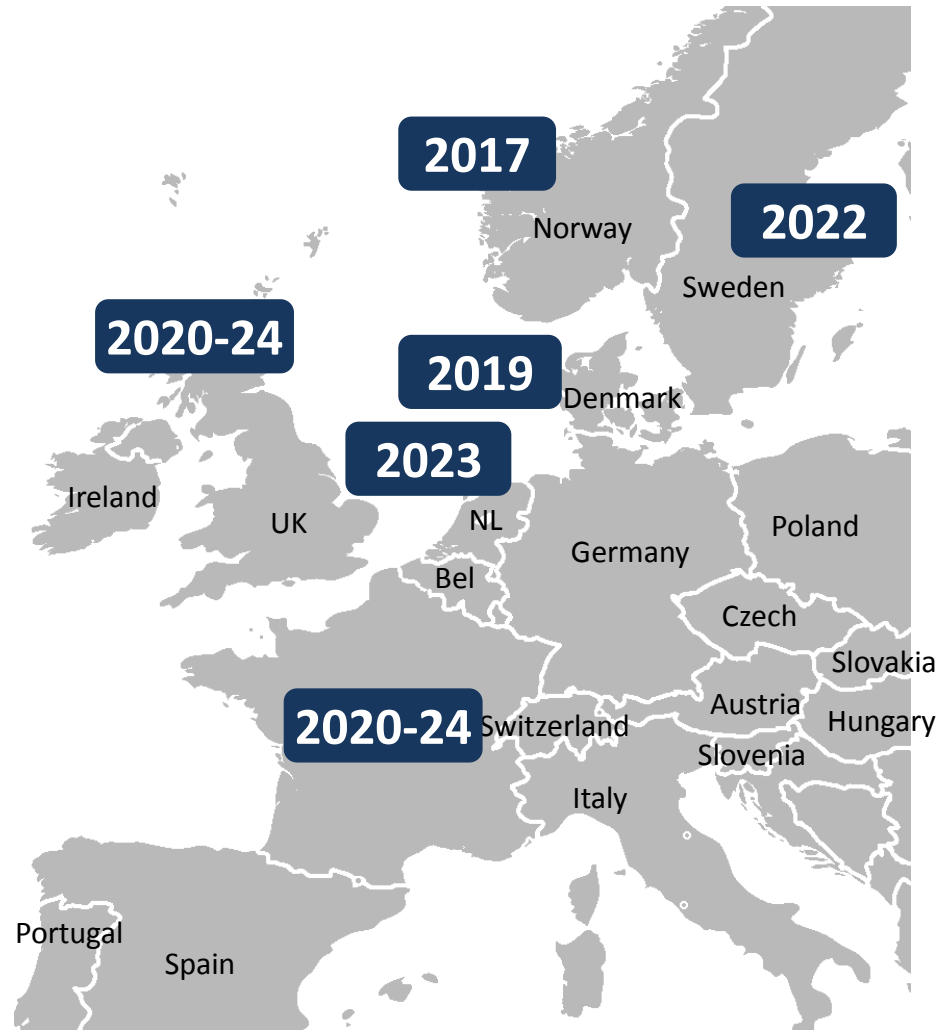 2017
2022
Norway
Sweden
2020-24
2019
Denmark
2023
Ireland
UK
NL
Poland
Germany
Bel
Czech
Slovakia
Austria
2020-24
Switzerland
Hungary
Slovenia
Italy
Portugal
Spain